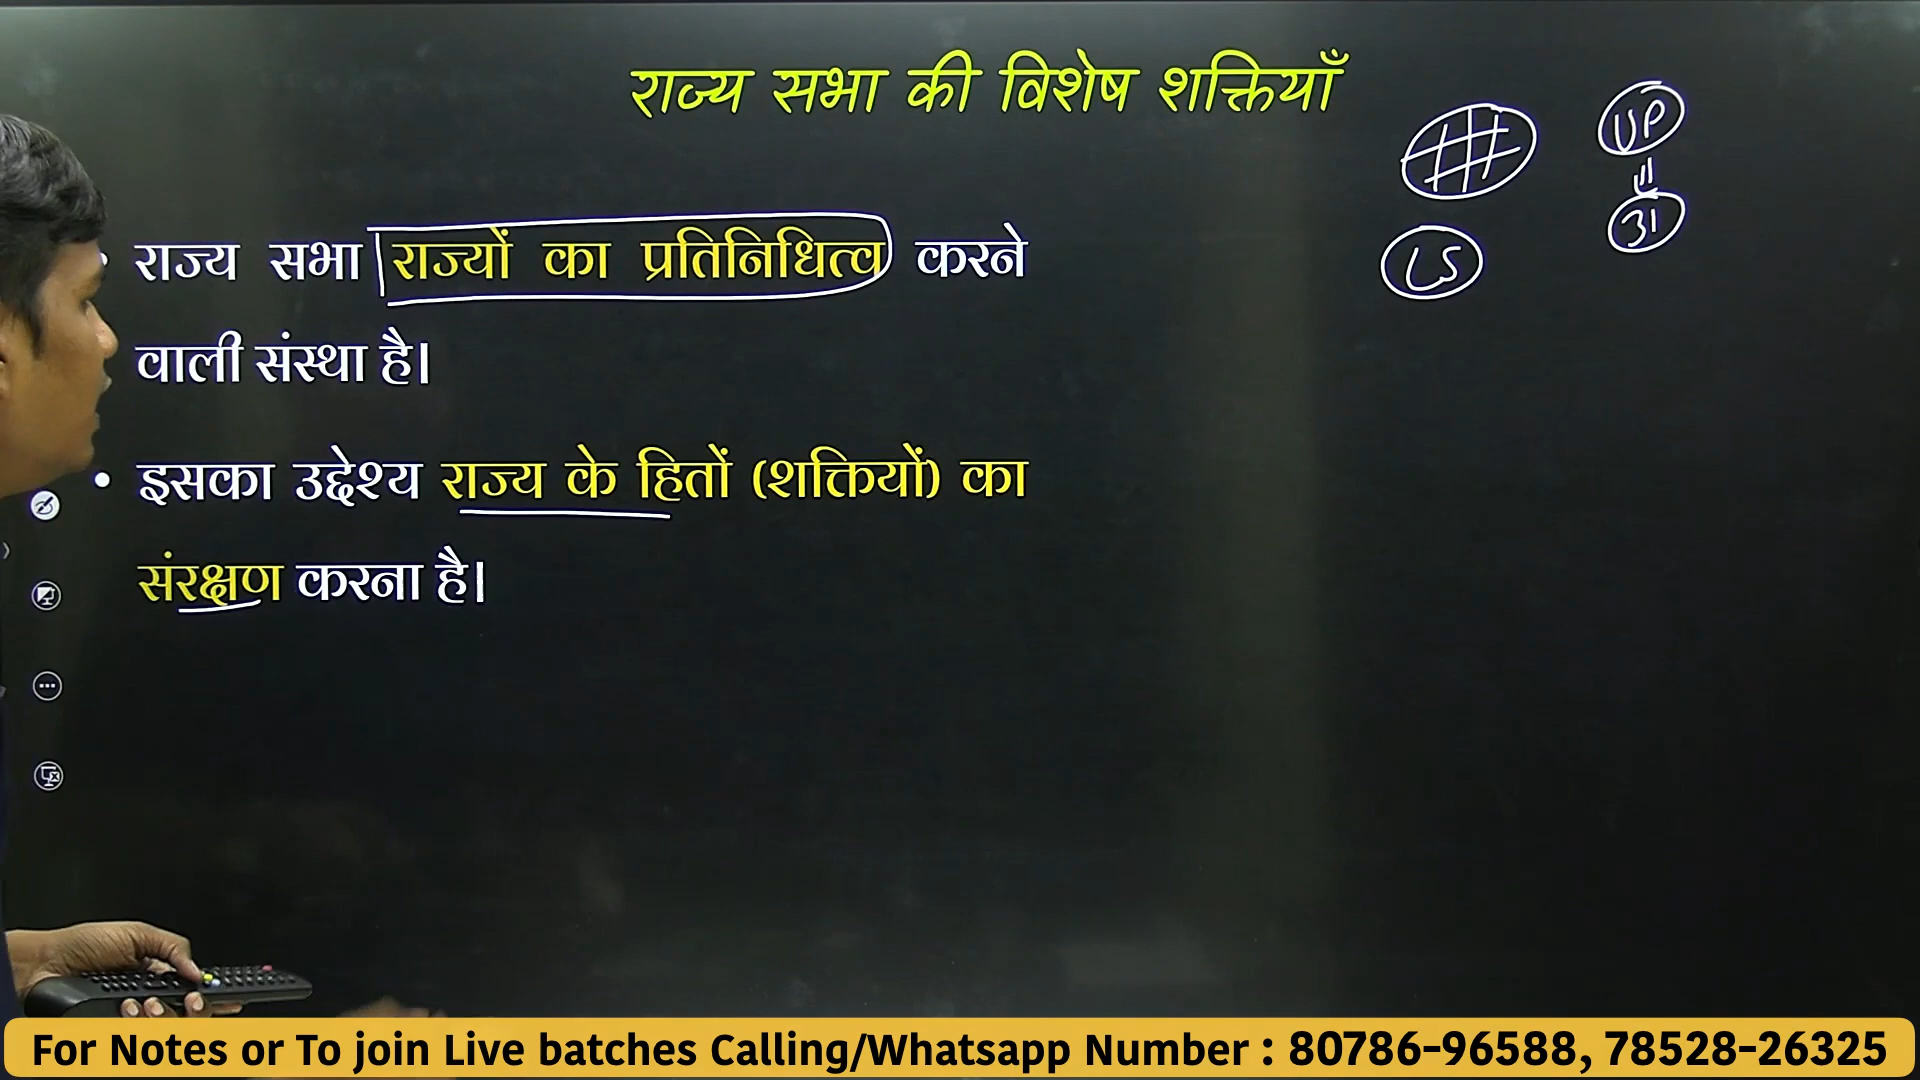 राज्य सभा की विशेष शक्तियाँ
UP
31
LS
• राज्य सभा राज्यों का प्रतिनिधित्व करने
वाली संस्था है।
• इसका उद्देश्य राज्य के हितों (शक्तियों) का
संरक्षण करना है।
For Notes or To join Live batches Calling/Whatsapp Number : 80786-96588, 78528-26325